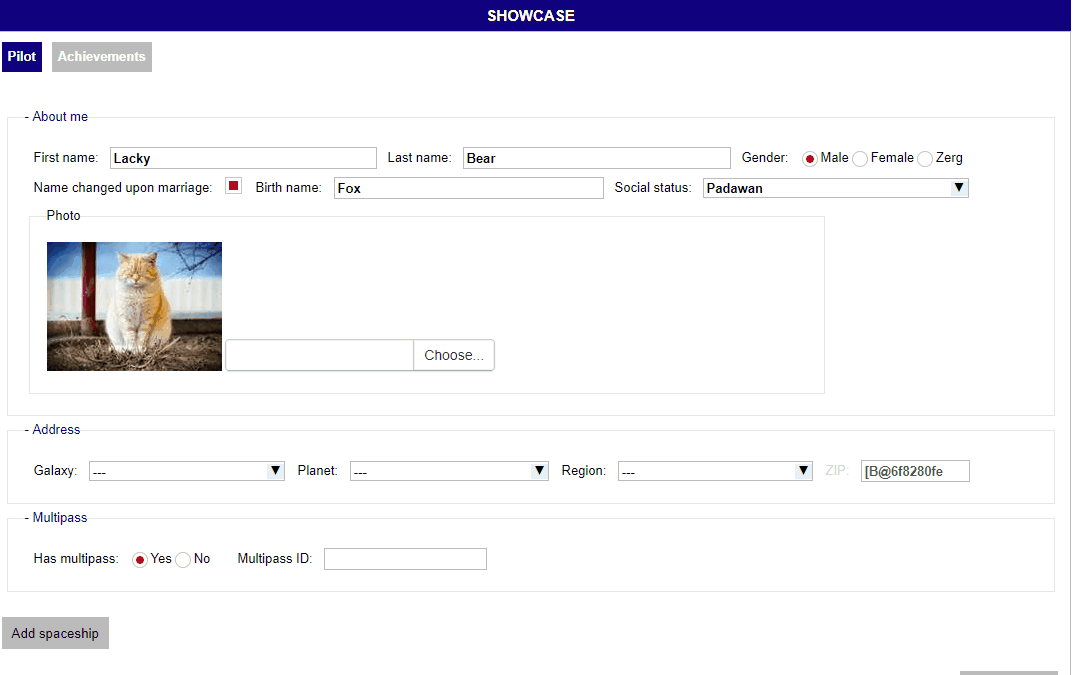 SHOWCASE
Pilot Achievements
- About me
First name: Lacky Last name: Bear Gender: Male Female Zerg
Name changed upon marriage: Birth name: Fox Social status: Padawan
Photo
Choose...
- Address
Galaxy: --- Planet: --- Region: --- ZIP: [B@6f8280fe
- Multipass
Has multipass: Yes No Multipass ID:
Add spaceship